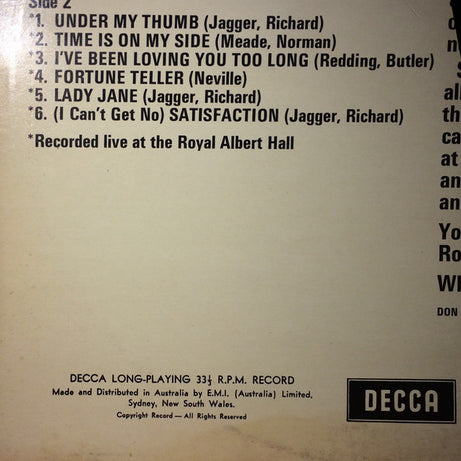 Side 2
*1. UNDER MY THUMB (Jagger, Richard)
*2. TIME IS ON MY SIDE (Meade, Norman)
*3. I'VE BEEN LOVING YOU TOO LONG (Redding, Butler)
*4. FORTUNE TELLER (Neville)
*5. LADY JANE (Jagger, Richard)
*6. (I Can't Get No) SATISFACTION (Jagger, Richard)
*Recorded live at the Royal Albert Hall
Yo
Ro
DON
DECCA LONG-PLAYING 33⅓ R.P.M. RECORD
Made and Distributed in Australia by E.M.I. (Australia) Limited,
Sydney, New South Wales.
Copyright Record — All Rights Reserved
DECCA